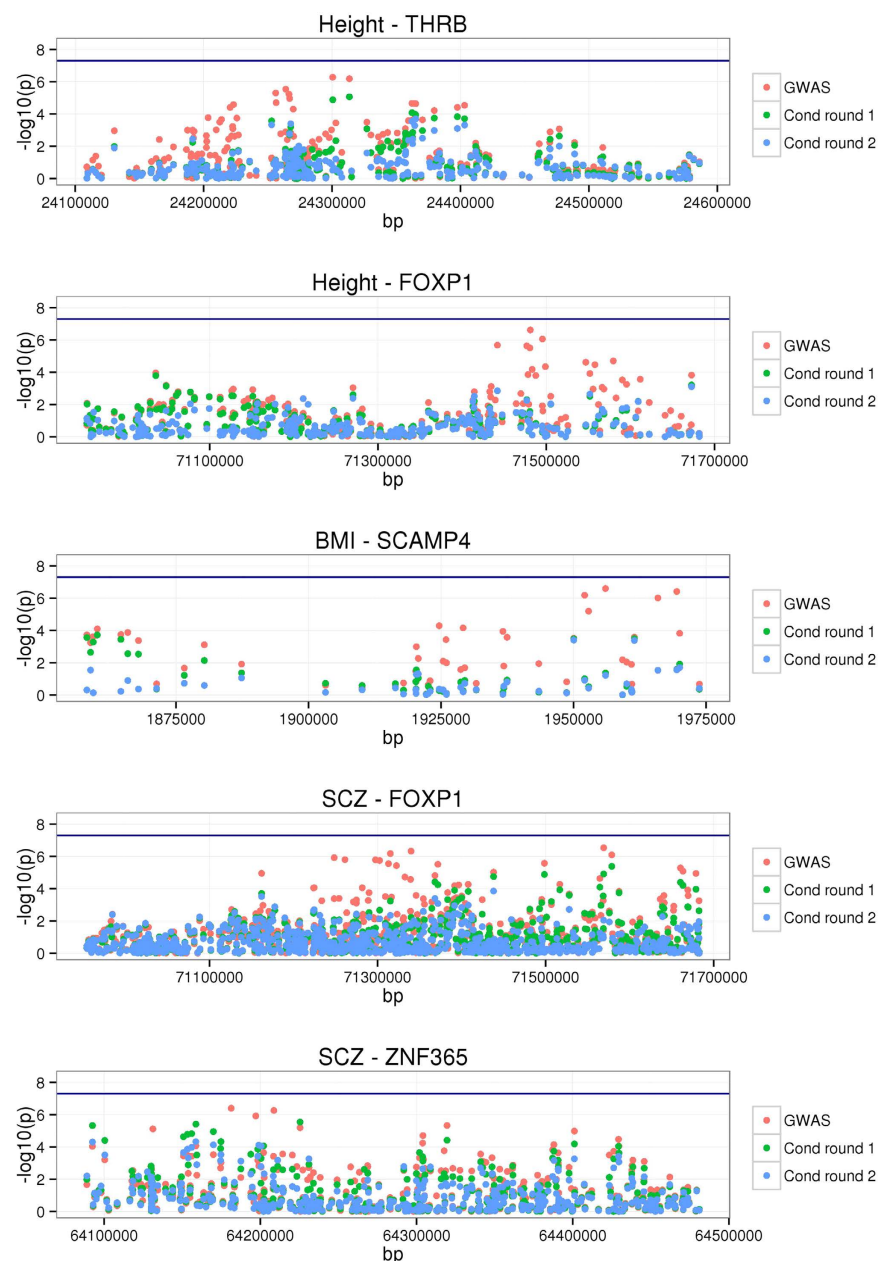 Height - THRB
8
6
4
2
0
-log10(p)
24100000 24200000 24300000 24400000 24500000 24600000
bp
GWAS
Cond round 1
Cond round 2
Height - FOXP1
8
6
4
2
0
-log10(p)
71100000 71300000 71500000 71700000
bp
GWAS
Cond round 1
Cond round 2
BMI - SCAMP4
8
6
4
2
0
-log10(p)
1875000 1900000 1925000 1950000 1975000
bp
GWAS
Cond round 1
Cond round 2
SCZ - FOXP1
8
6
4
2
0
-log10(p)
71100000 71300000 71500000 71700000
bp
GWAS
Cond round 1
Cond round 2
SCZ - ZNF365
8
6
4
2
0
-log10(p)
64100000 64200000 64300000 64400000 64500000
bp
GWAS
Cond round 1
Cond round 2